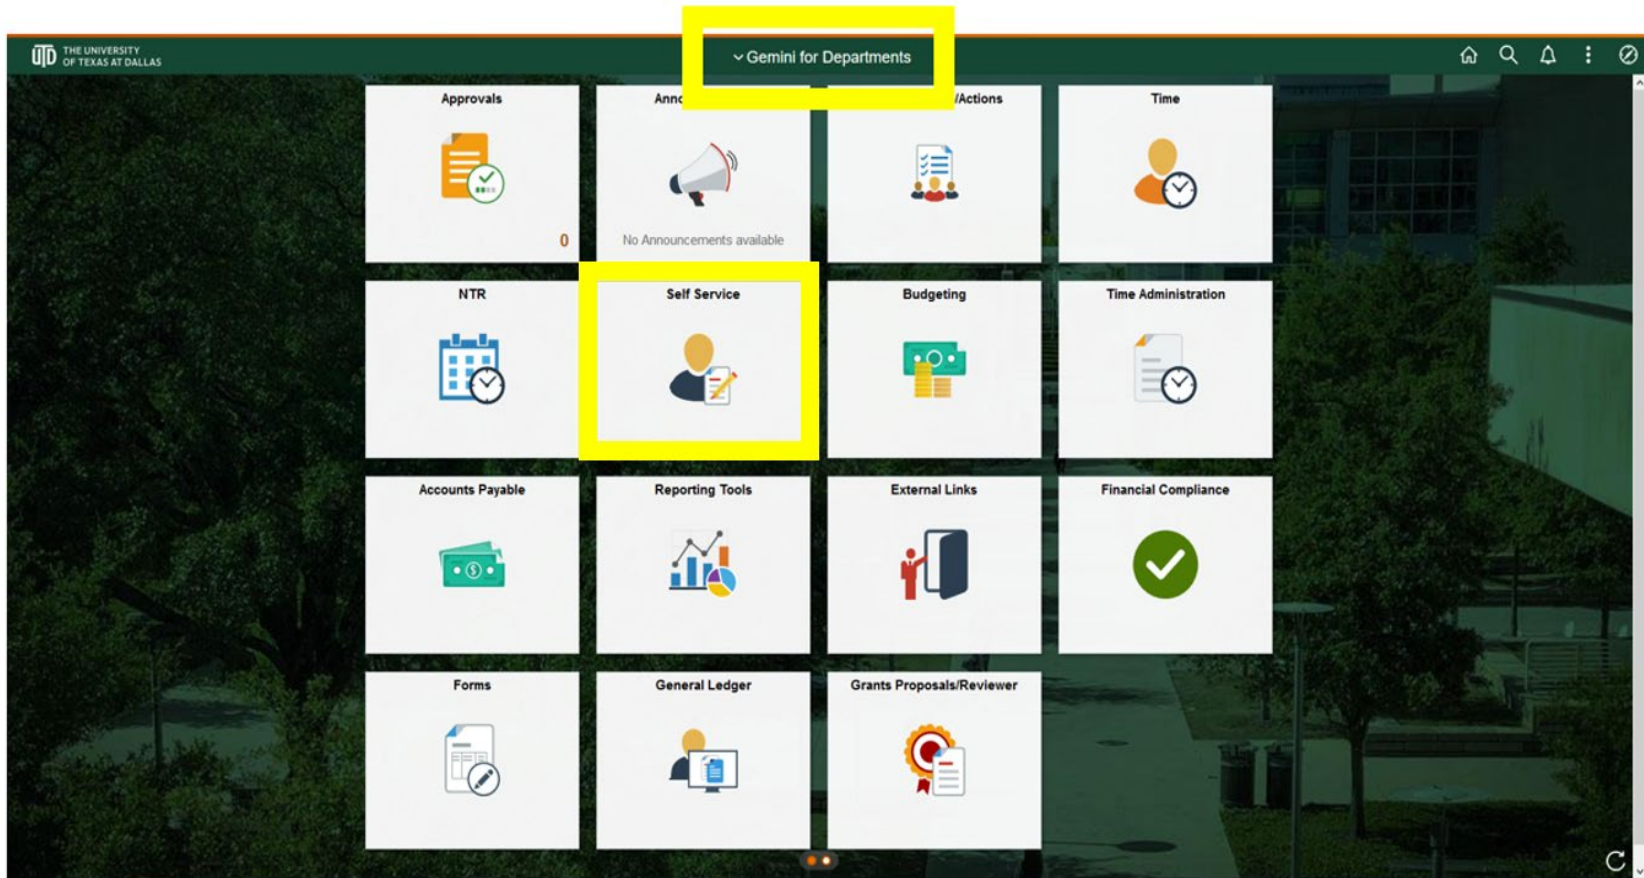 UTD THE UNIVERSITY
OF TEXAS AT DALLAS
Gemini for Departments
Approvals
/Actions
Time
0
No Announcements available
NTR
Self Service
Budgeting
Time Administration
Accounts Payable
Reporting Tools
External Links
Financial Compliance
$
Forms
General Ledger
Grants Proposals/Reviewer